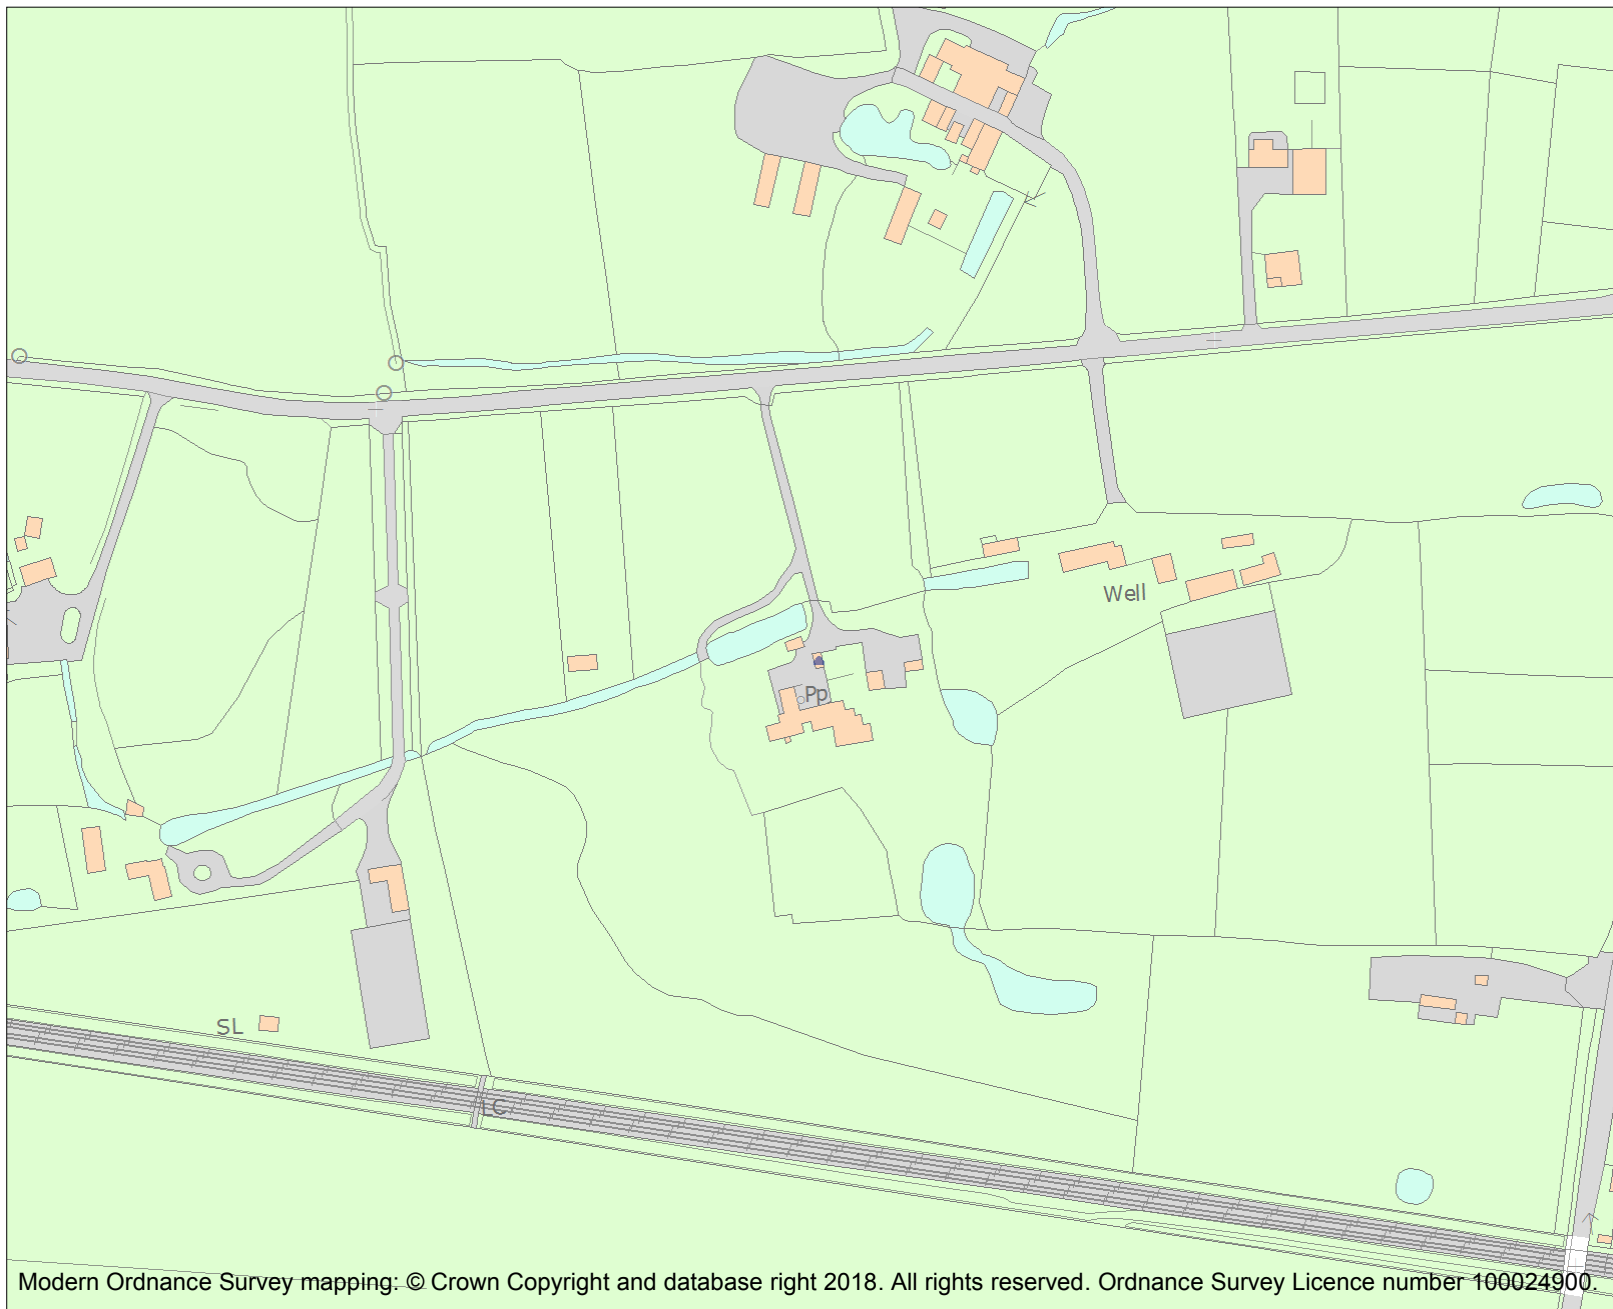 Well
Pp
SL
LC
Modern Ordnance Survey mapping: © Crown Copyright and database right 2018. All rights reserved. Ordnance Survey Licence number 100024900.